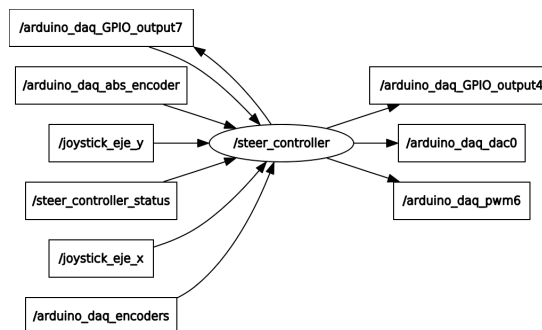 /arduino_daq_GPIO_output7
/arduino_daq_abs_encoder
/joystick_eje_y
/steer_controller_status
/joystick_eje_x
/arduino_daq_encoders
/steer_controller
/arduino_daq_GPIO_output4
/arduino_daq_dac0
/arduino_daq_pwm6